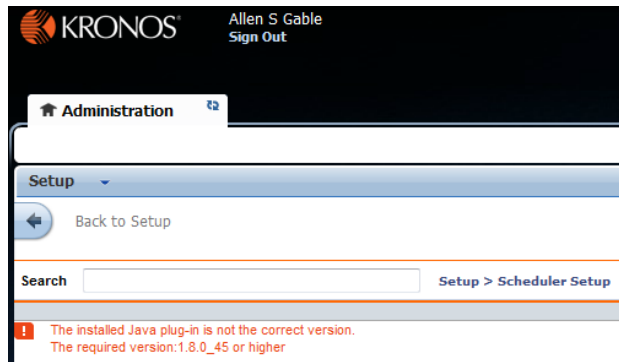 KRONOS®
Allen S Gable
Sign Out
Administration
Setup
Back to Setup
Search
Setup > Scheduler Setup
! The installed Java plug-in is not the correct version.
The required version:1.8.0_45 or higher